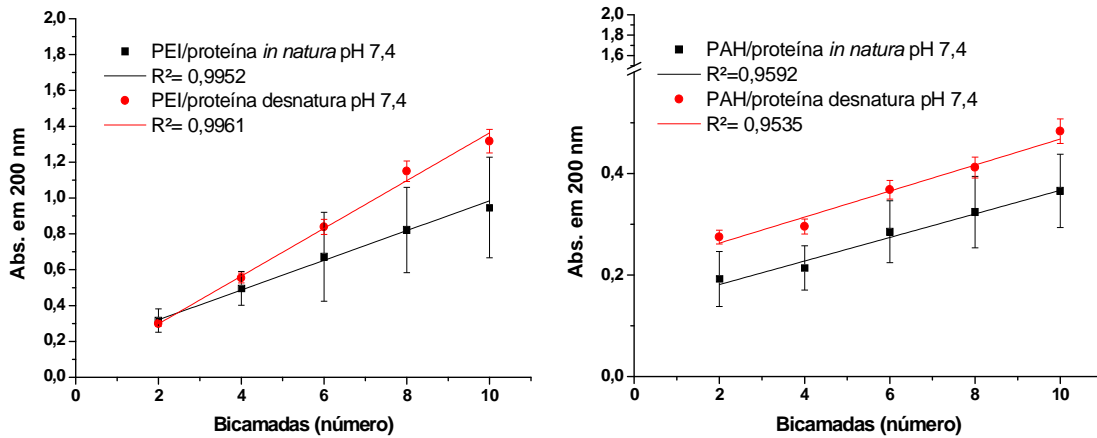 2,0
1,8
1,6
1,4
1,2
1,0
0,8
0,6
0,4
0,2
0,0
Abs. em 200 nm
PEI/proteína in natura pH 7,4
R²= 0,9952
PEI/proteína desnatura pH 7,4
R²= 0,9961
0 2 4 6 8 10
Bicamadas (número)
2,0
1,8
1,6
0,4
0,2
0,0
Abs. em 200 nm
PAH/proteína in natura pH 7,4
R²=0,9592
PAH/proteína desnatura pH 7,4
R²= 0,9535
0 2 4 6 8 10
Bicamadas (número)